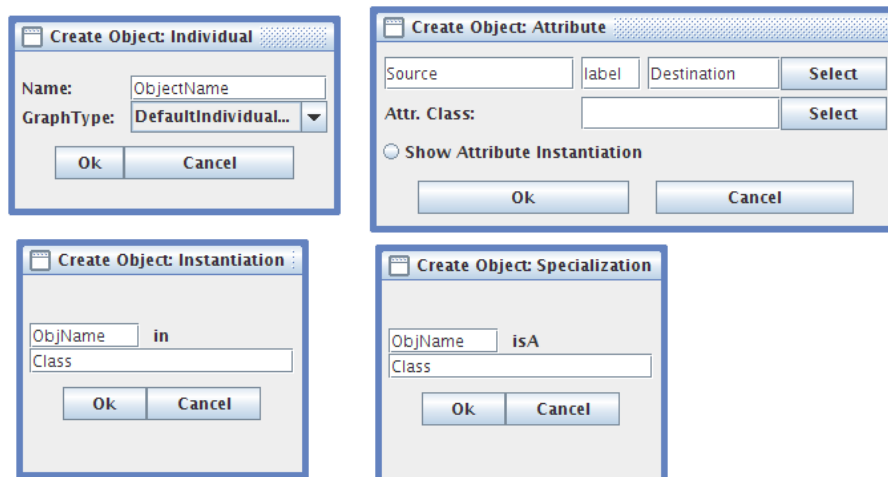 Create Object: Individual
Name: ObjectName
GraphType: DefaultIndividual...
Ok Cancel
Create Object: Attribute
Source label Destination Select
Attr. Class: Select
Show Attribute Instantiation
Ok Cancel
Create Object: Instantiation
ObjName in
Class
Ok Cancel
Create Object: Specialization
ObjName isA
Class
Ok Cancel